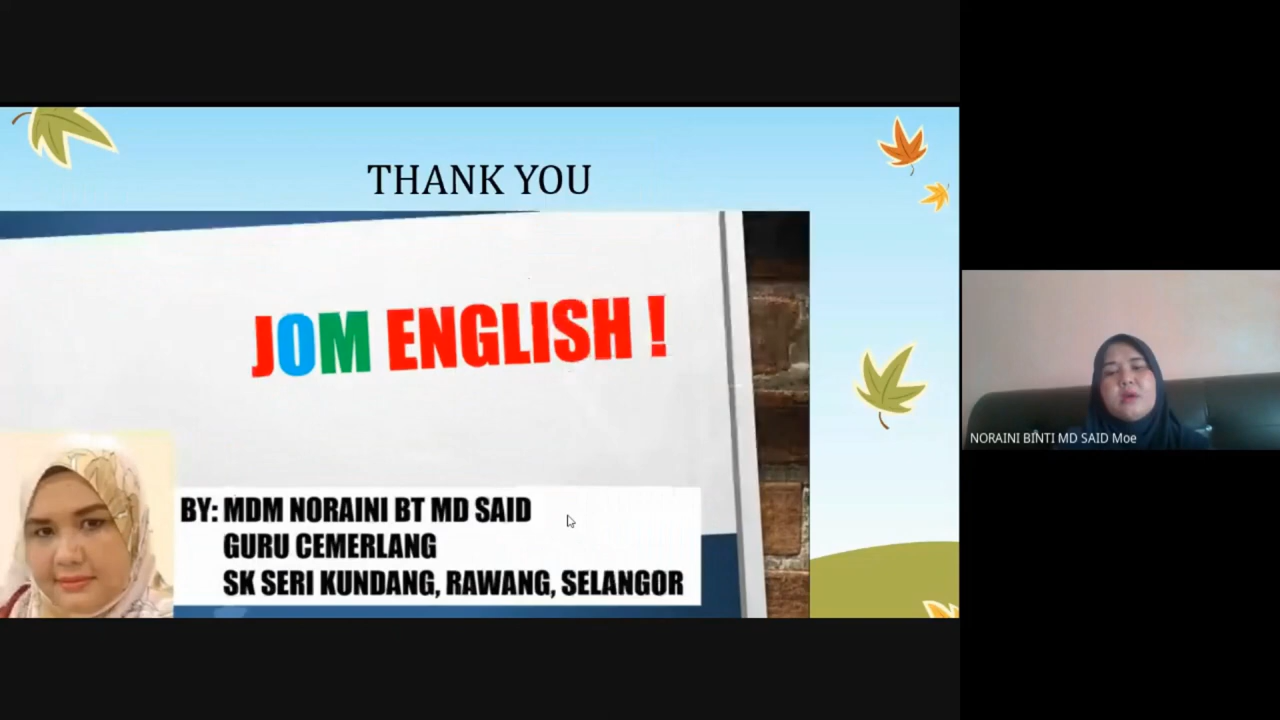 THANK YOU
JOM ENGLISH !
BY: MDM NORAINI BT MD SAID
GURU CEMERLANG
SK SERI KUNDANG, RAWANG, SELANGOR
NORAINI BINTI MD SAID Moe